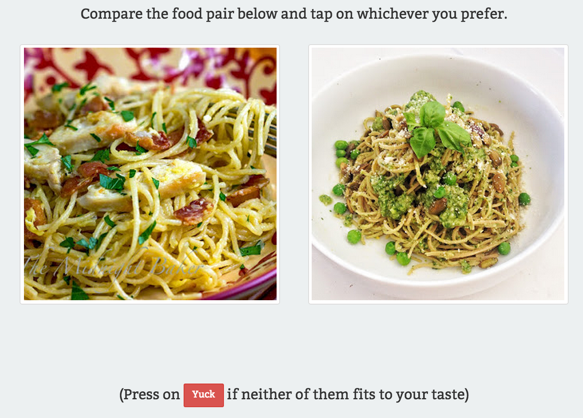 Compare the food pair below and tap on whichever you prefer.
(Press on Yuck if neither of them fits to your taste)